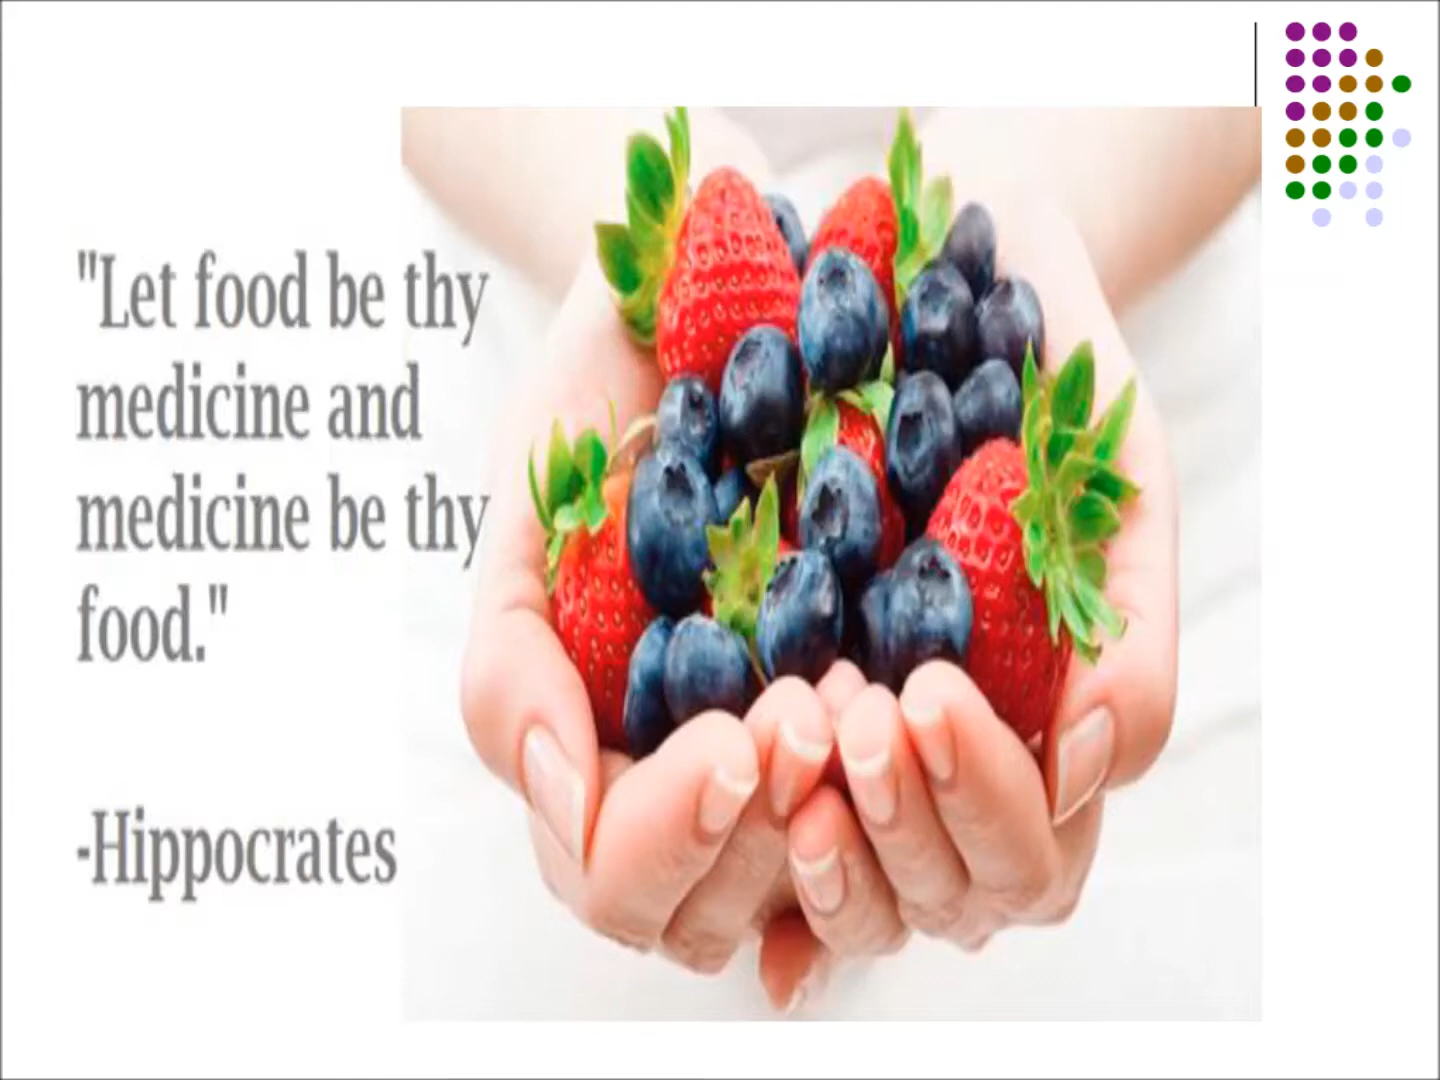 "Let food be thy
medicine and
medicine be thy
food."
-Hippocrates